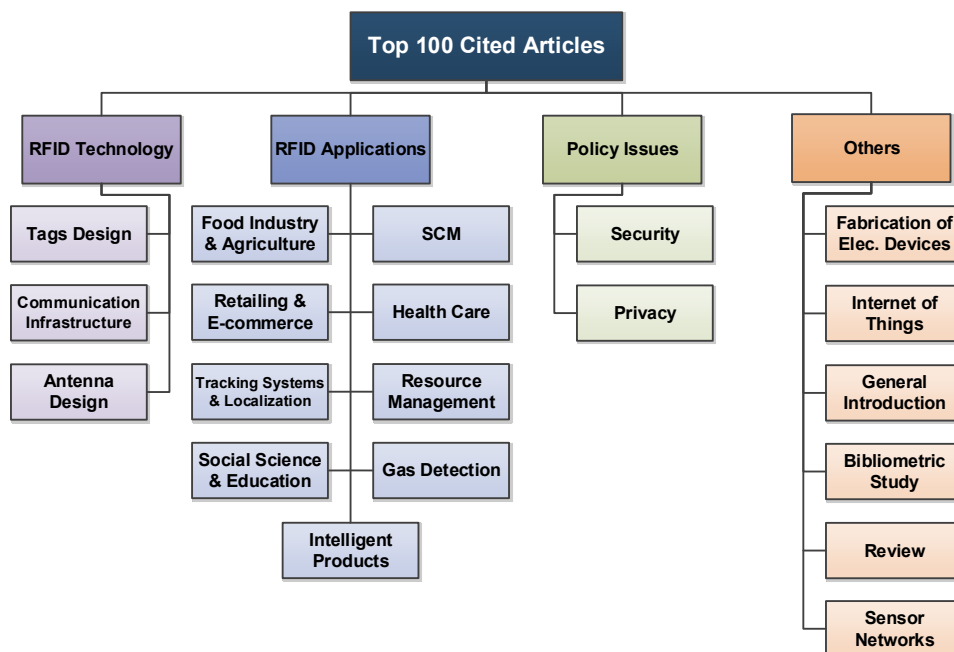 Top 100 Cited Articles
RFID Technology
RFID Applications
Policy Issues
Others
Tags Design
Communication
Infrastructure
Antenna
Design
Food Industry
& Agriculture
SCM
Retailing &
E-commerce
Health Care
Tracking Systems
& Localization
Resource
Management
Social Science
& Education
Gas Detection
Intelligent
Products
Security
Privacy
Fabrication of
Elec. Devices
Internet of
Things
General
Introduction
Bibliometric
Study
Review
Sensor
Networks